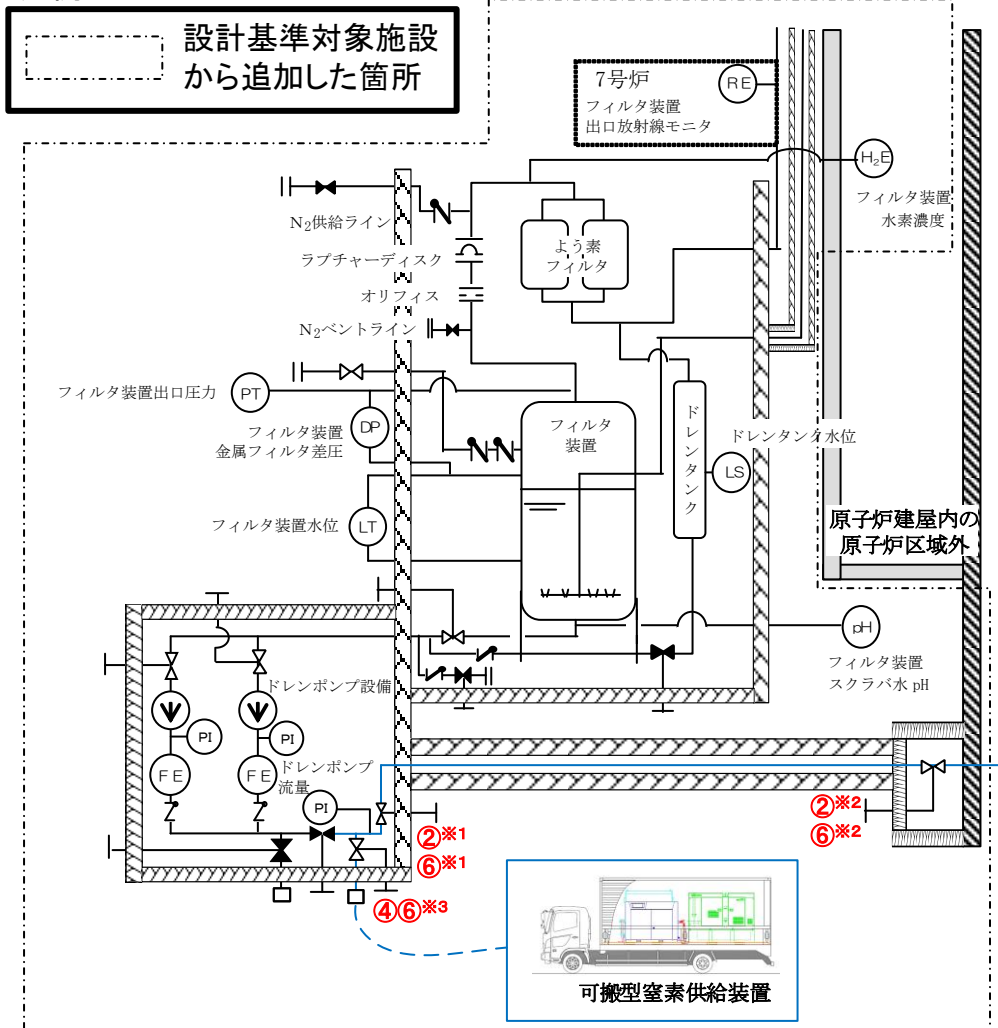 設計基準対象施設
から追加した箇所
7号炉
フィルタ装置
出口放射線モニタ
RE
H₂E
フィルタ装置
水素濃度
N₂供給ライン
ラプチャーディスク
オリフィス
N₂ベントライン
よう素
フィルタ
フィルタ装置出口圧力
PT
フィルタ装置
金属フィルタ差圧
DP
フィルタ
装置
ドレンタンク
ドレンタンク水位
LS
フィルタ装置水位
LT
原子炉建屋内の
原子炉区域外
pH
フィルタ装置
スクラバ水 pH
ドレンポンプ設備
PI
PI
FE
FE
ドレンポンプ
流量
PI
②※1
⑥※1
②※2
⑥※2
④⑥※3
可搬型窒素供給装置